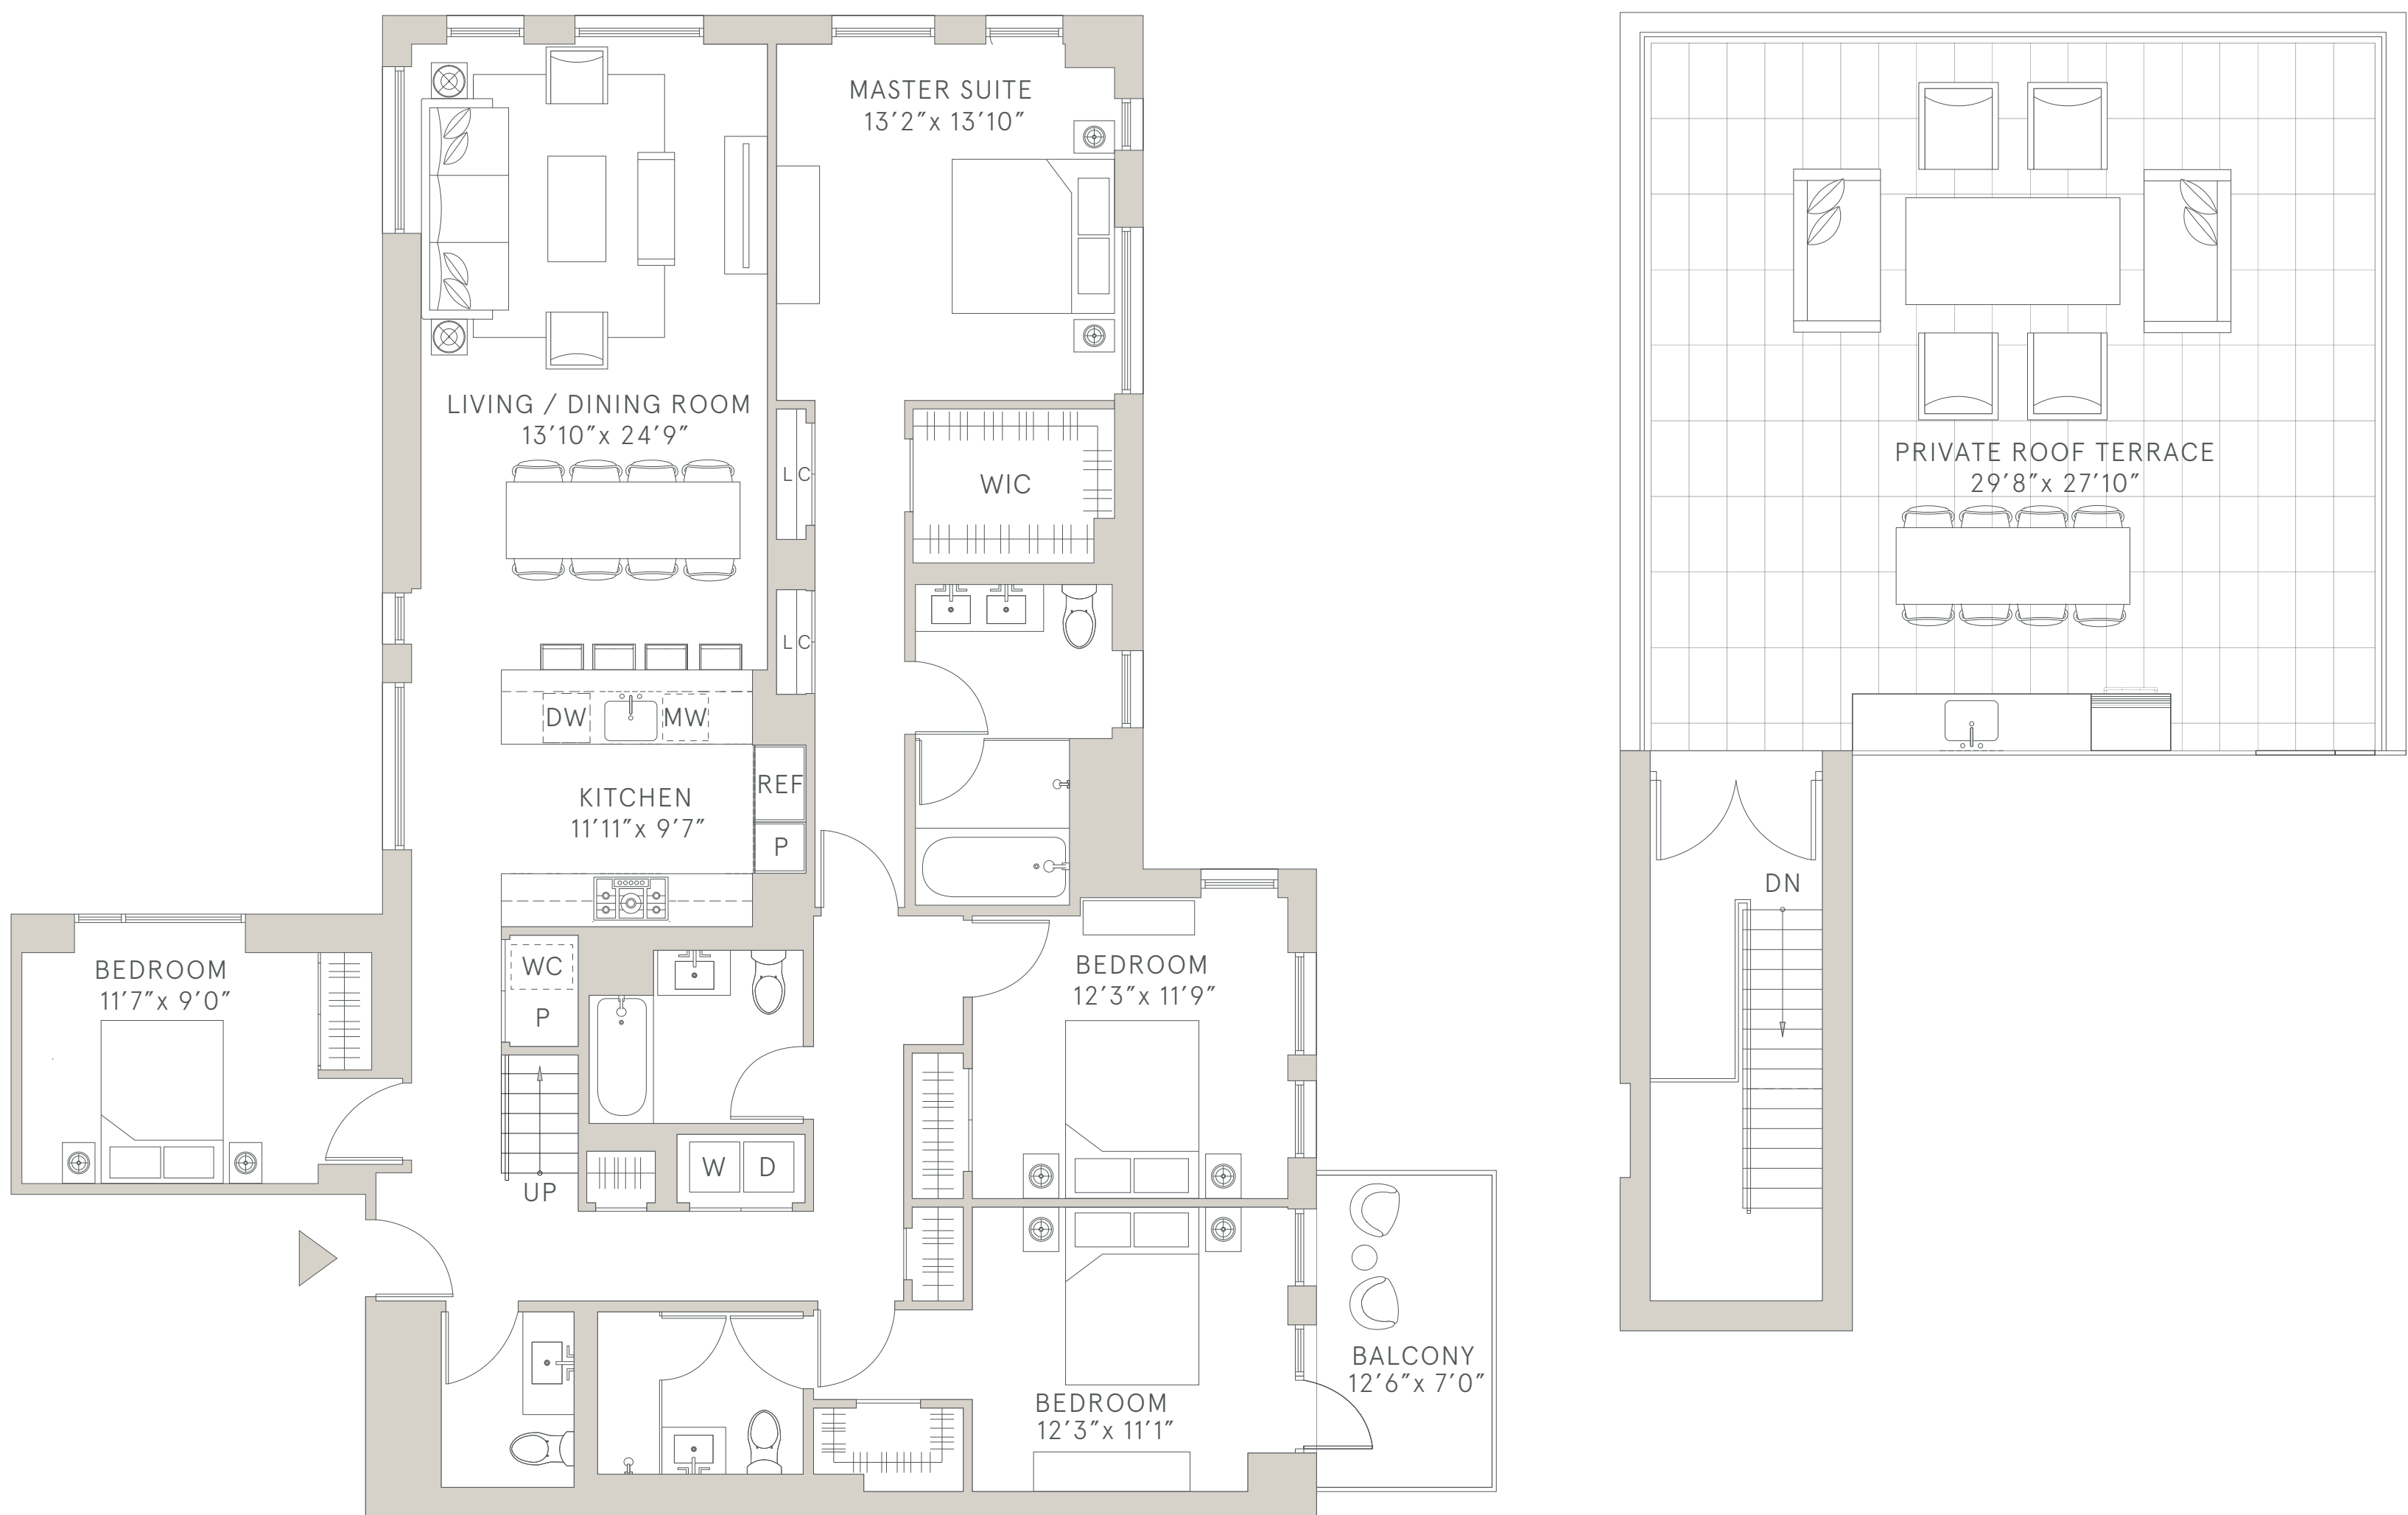 MASTER SUITE
13′2″x 13′10″
LIVING / DINING ROOM
13′10″x 24′9″
LC
WIC
LC
DW
MW
REF
KITCHEN
11′11″x 9′7″
P
BEDROOM
11′7″x 9′0″
WC
P
BEDROOM
12′3″x 11′9″
W
D
UP
BEDROOM
12′3″x 11′1″
BALCONY
12′6″x 7′0″
PRIVATE ROOF TERRACE
29′8″x 27′10″
DN